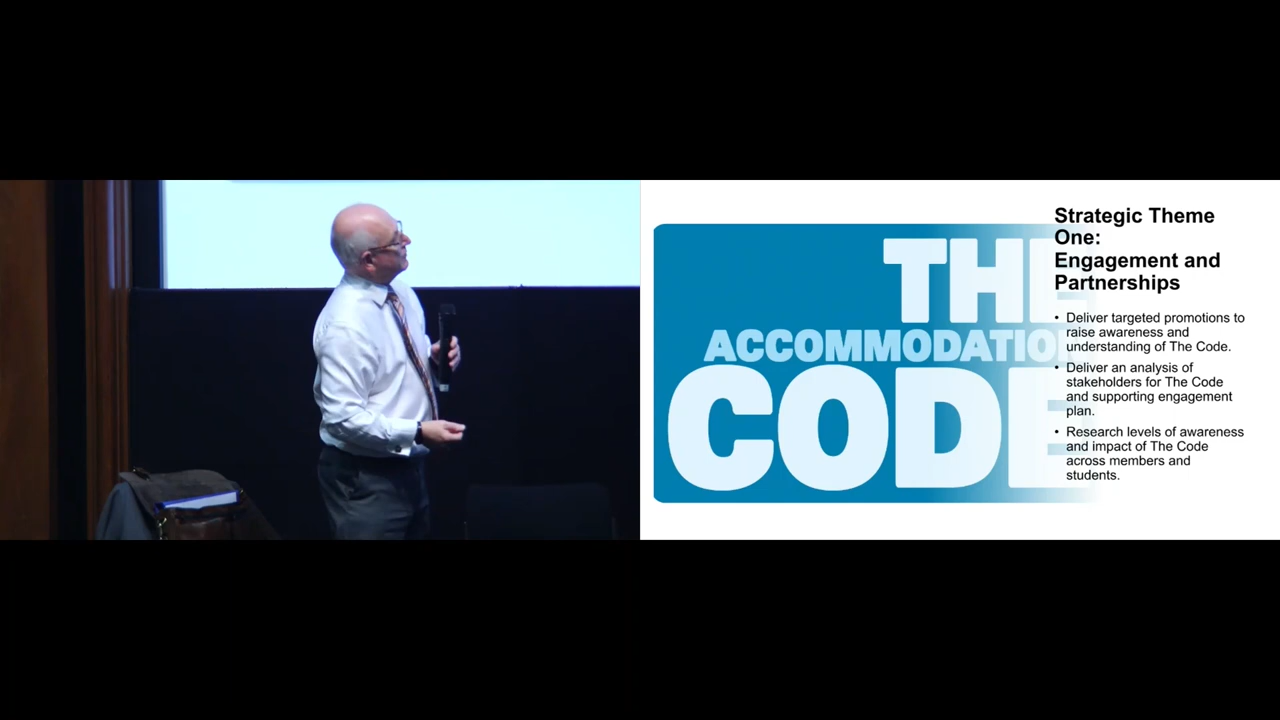 THE
ACCOMMODATION
CODE
Strategic Theme
One:
Engagement and
Partnerships
• Deliver targeted promotions to
raise awareness and
understanding of The Code.
• Deliver an analysis of
stakeholders for The Code
and supporting engagement
plan.
• Research levels of awareness
and impact of The Code
across members and
students.